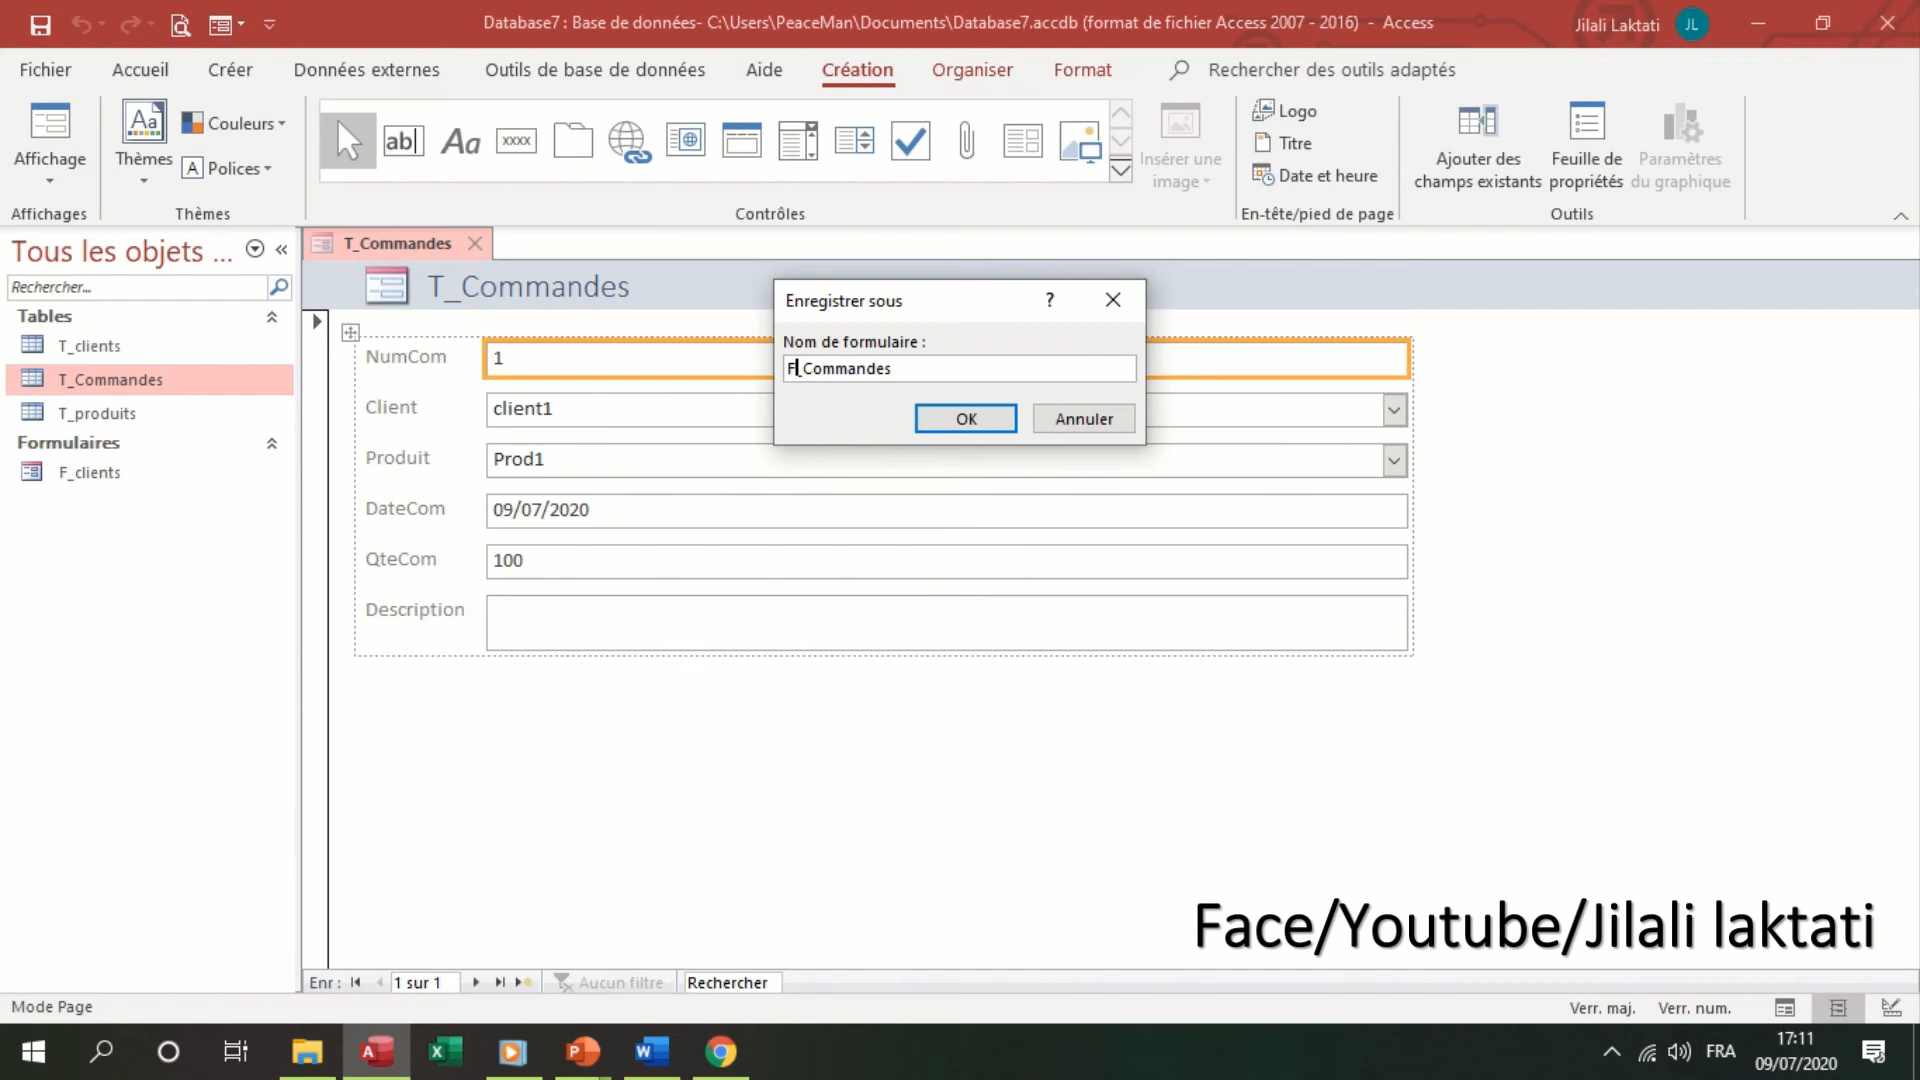 Database7 : Base de données- C:\Users\PeaceMan\Documents\Database7.accdb (format de fichier Access 2007 - 2016) - Access
Jilali Laktati
JL
Fichier
Accueil
Créer
Données externes
Outils de base de données
Aide
Création
Organiser
Format
Rechercher des outils adaptés
Affichage
Affichages
Aa
Thèmes
Couleurs
A Polices
Thèmes
ab|
Aa
xxxx
Contrôles
Insérer une
image
Logo
Titre
Date et heure
En-tête/pied de page
Ajouter des
champs existants
Feuille de
propriétés
Paramètres
du graphique
Outils
Tous les objets ...
Rechercher...
Tables
T_clients
T_Commandes
T_produits
Formulaires
F_clients
T_Commandes
T_Commandes
NumCom
1
Client
client1
Produit
Prod1
DateCom
09/07/2020
QteCom
100
Description
Enregistrer sous
?
Nom de formulaire :
F_Commandes
OK
Annuler
Face/Youtube/Jilali laktati
Enr :
1 sur 1
Aucun filtre
Rechercher
Mode Page
Verr. maj.
Verr. num.
A
X
P
W
FRA
17:11
09/07/2020